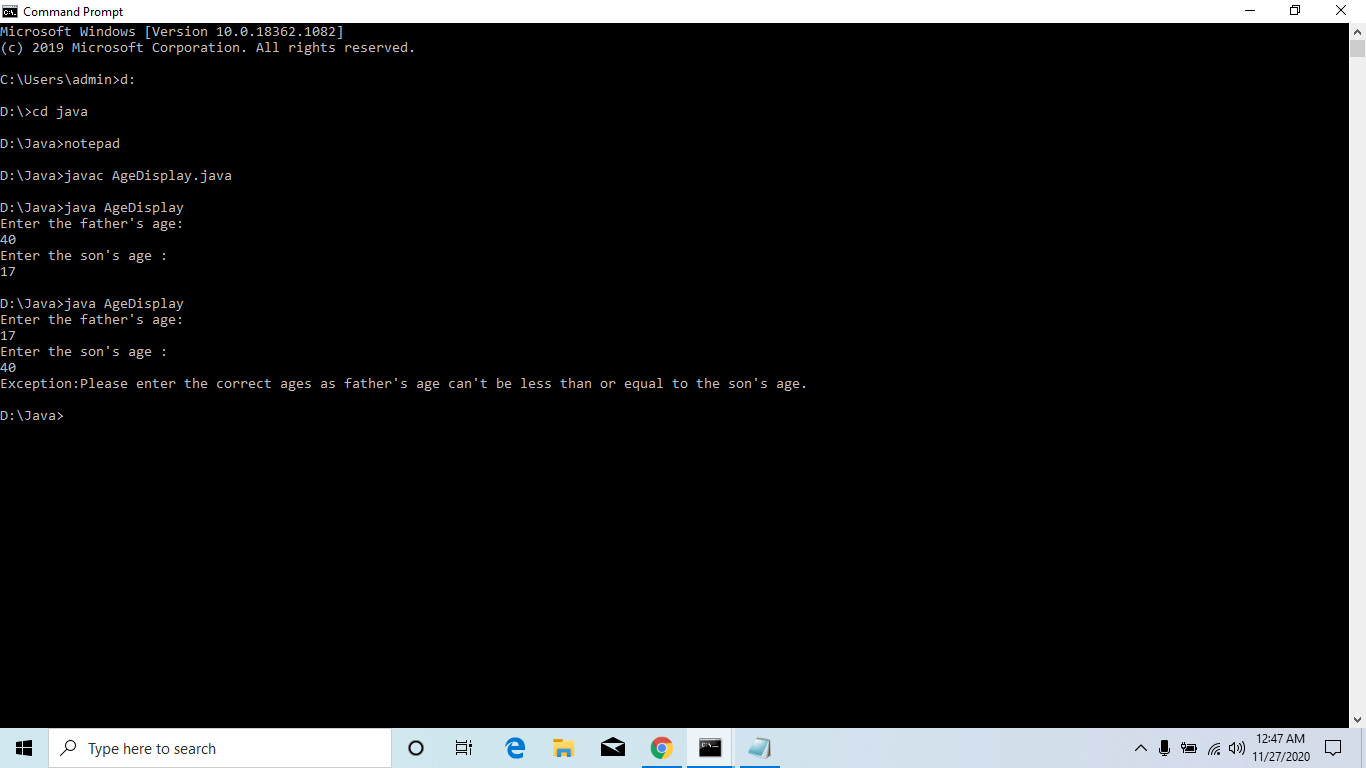 Command Prompt
Microsoft Windows [Version 10.0.18362.1082]
(c) 2019 Microsoft Corporation. All rights reserved.
C:\Users\admin>d:
D:\>cd java
D:\Java>notepad
D:\Java>javac AgeDisplay.java
D:\Java>java AgeDisplay
Enter the father's age:
40
Enter the son's age :
17
D:\Java>java AgeDisplay
Enter the father's age:
17
Enter the son's age :
40
Exception:Please enter the correct ages as father's age can't be less than or equal to the son's age.
D:\Java>
Type here to search
12:47 AM
11/27/2020